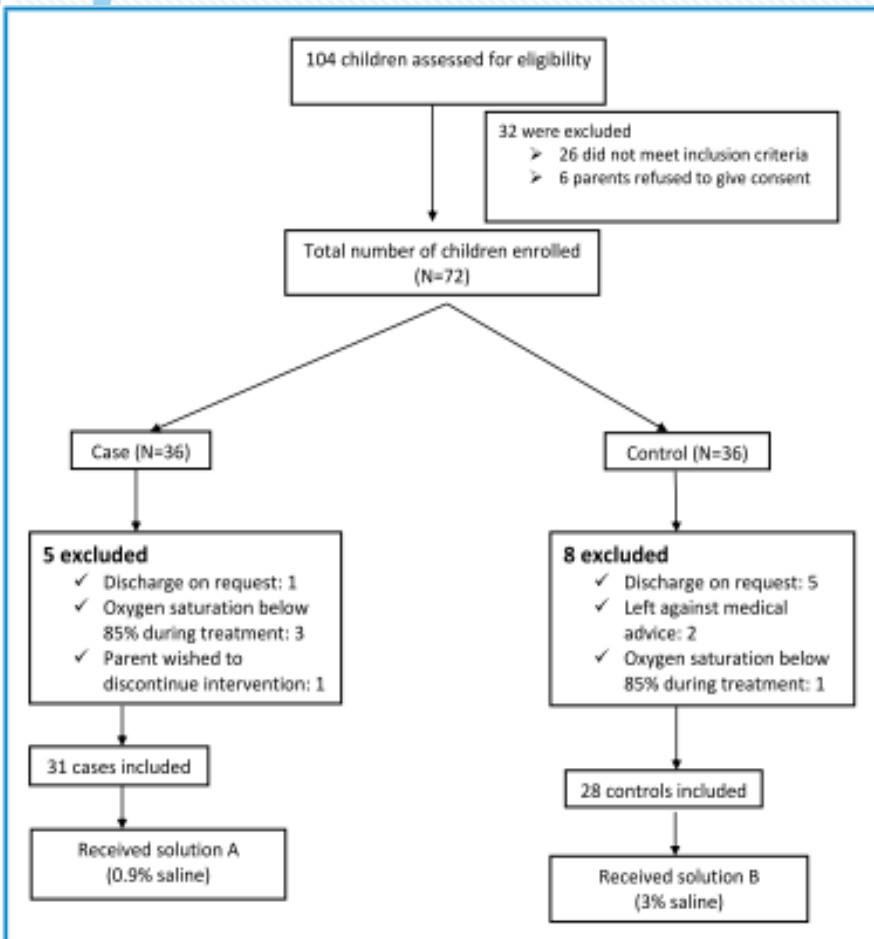 104 children assessed for eligibility
32 were excluded
➢ 26 did not meet inclusion criteria
➢ 6 parents refused to give consent
Total number of children enrolled
(N=72)
Case (N=36)
Control (N=36)
5 excluded
✓ Discharge on request: 1
✓ Oxygen saturation below
85% during treatment: 3
✓ Parent wished to
discontinue intervention: 1
8 excluded
✓ Discharge on request: 5
✓ Left against medical
advice: 2
✓ Oxygen saturation below
85% during treatment: 1
31 cases included
28 controls included
Received solution A
(0.9% saline)
Received solution B
(3% saline)